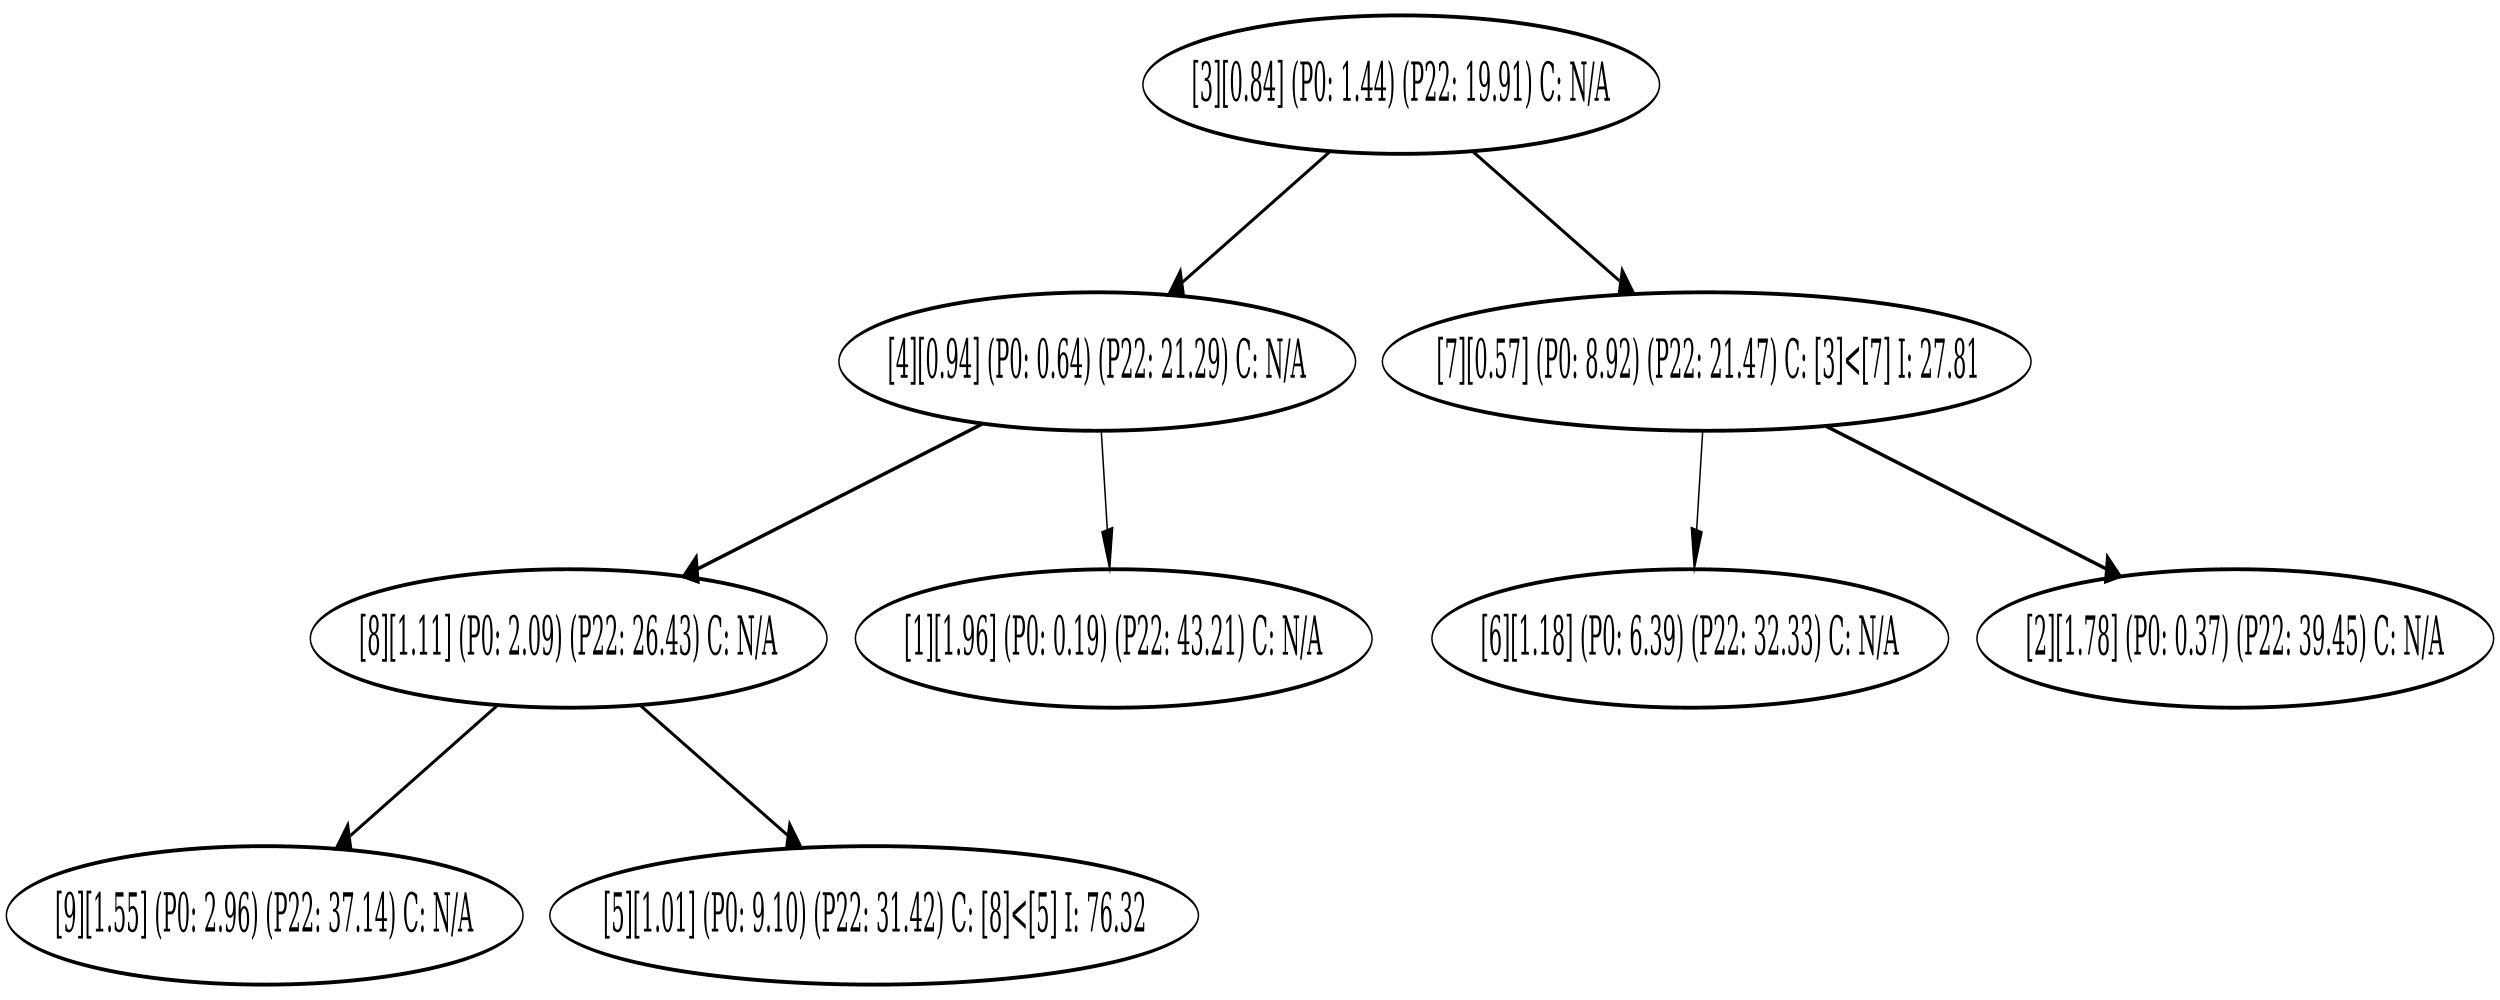 [3][0.84] (P0: 1.44) (P22: 19.91) C: N/A
[4][0.94] (P0: 0.64) (P22: 21.29) C: N/A
[7][0.57] (P0: 8.92) (P22: 21.47) C: [3]<[7] I: 27.81
[8][1.11] (P0: 2.09) (P22: 26.43) C: N/A
[1][1.96] (P0: 0.19) (P22: 43.21) C: N/A
[6][1.18] (P0: 6.39) (P22: 32.33) C: N/A
[2][1.78] (P0: 0.37) (P22: 39.45) C: N/A
[9][1.55] (P0: 2.96) (P22: 37.14) C: N/A
[5][1.01] (P0: 9.10) (P22: 31.42) C: [8]<[5] I: 76.32